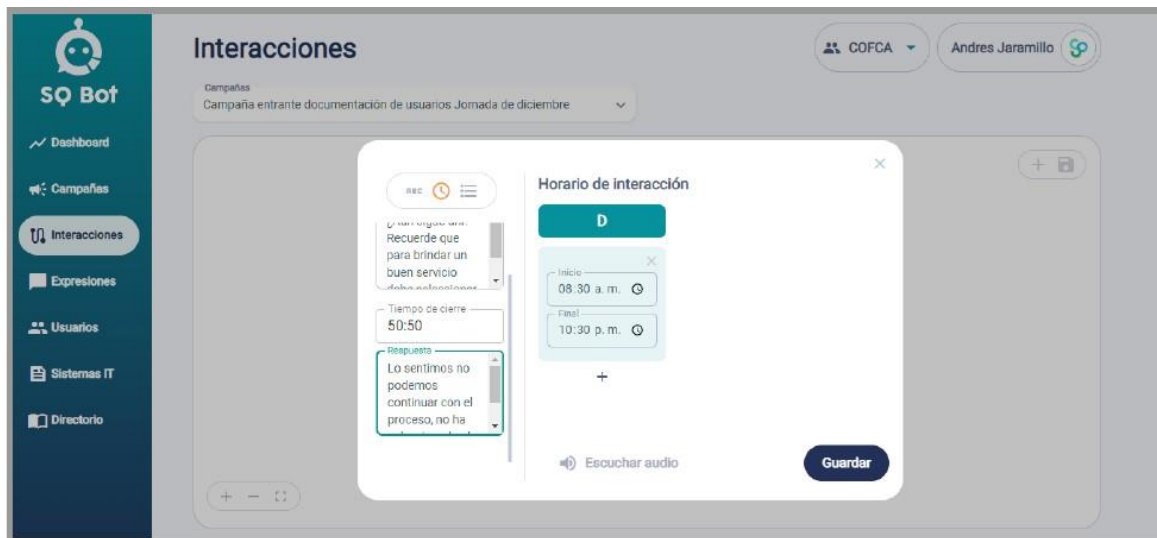 SQ Bot
Dashboard
Campañas
Interacciones
Expresiones
Usuarios
Sistemas IT
Directorio
Interacciones
COFCA
Andres Jaramillo
Campañas
Campaña entrante documentación de usuarios Jornada de diciembre
Recuerde que
para brindar un
buen servicio
Tiempo de cierre
50:50
Respuesta
Lo sentimos no
podemos
continuar con el
proceso, no ha
Horario de interacción
D
Inicio
08:30 a. m.
Final
10:30 p. m.
+
Escuchar audio
Guardar